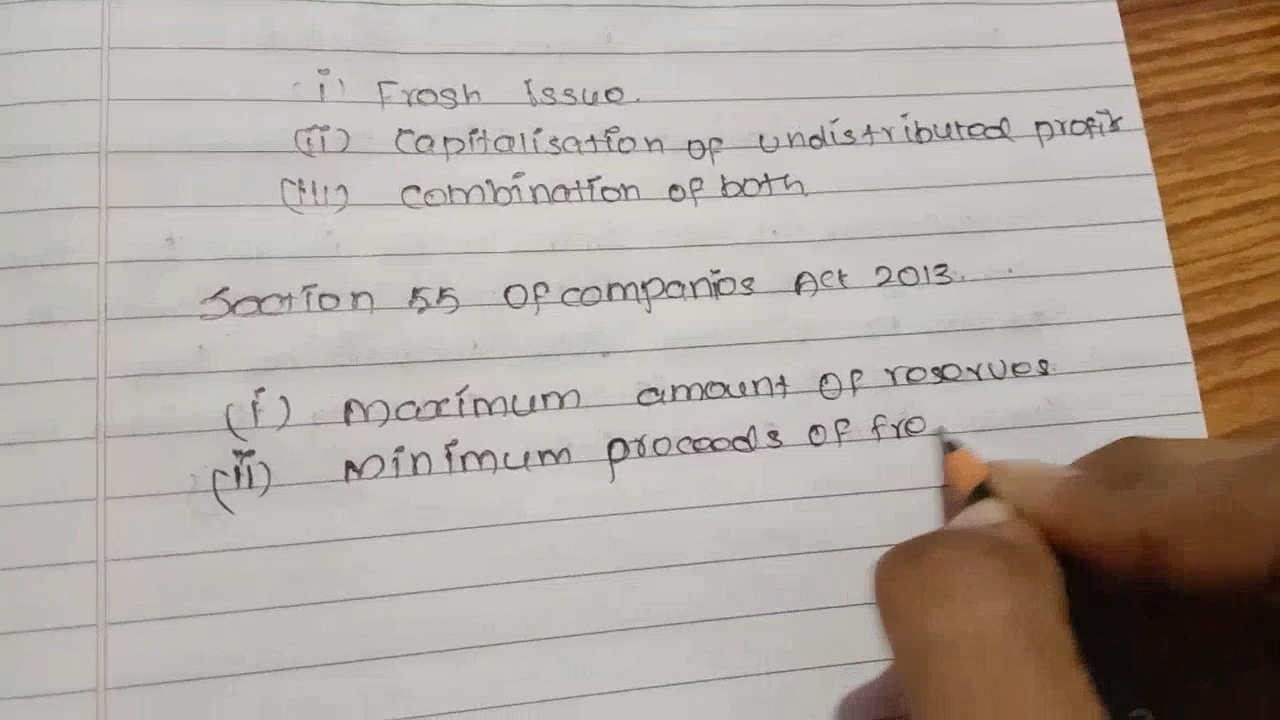 (i) Fresh issue.
(ii) capitalisation of undistributed profit
(iii) combination of both
Section 55 of companies Act 2013.
(i) Maximum amount of reserves
(ii) Minimum proceeds of fre